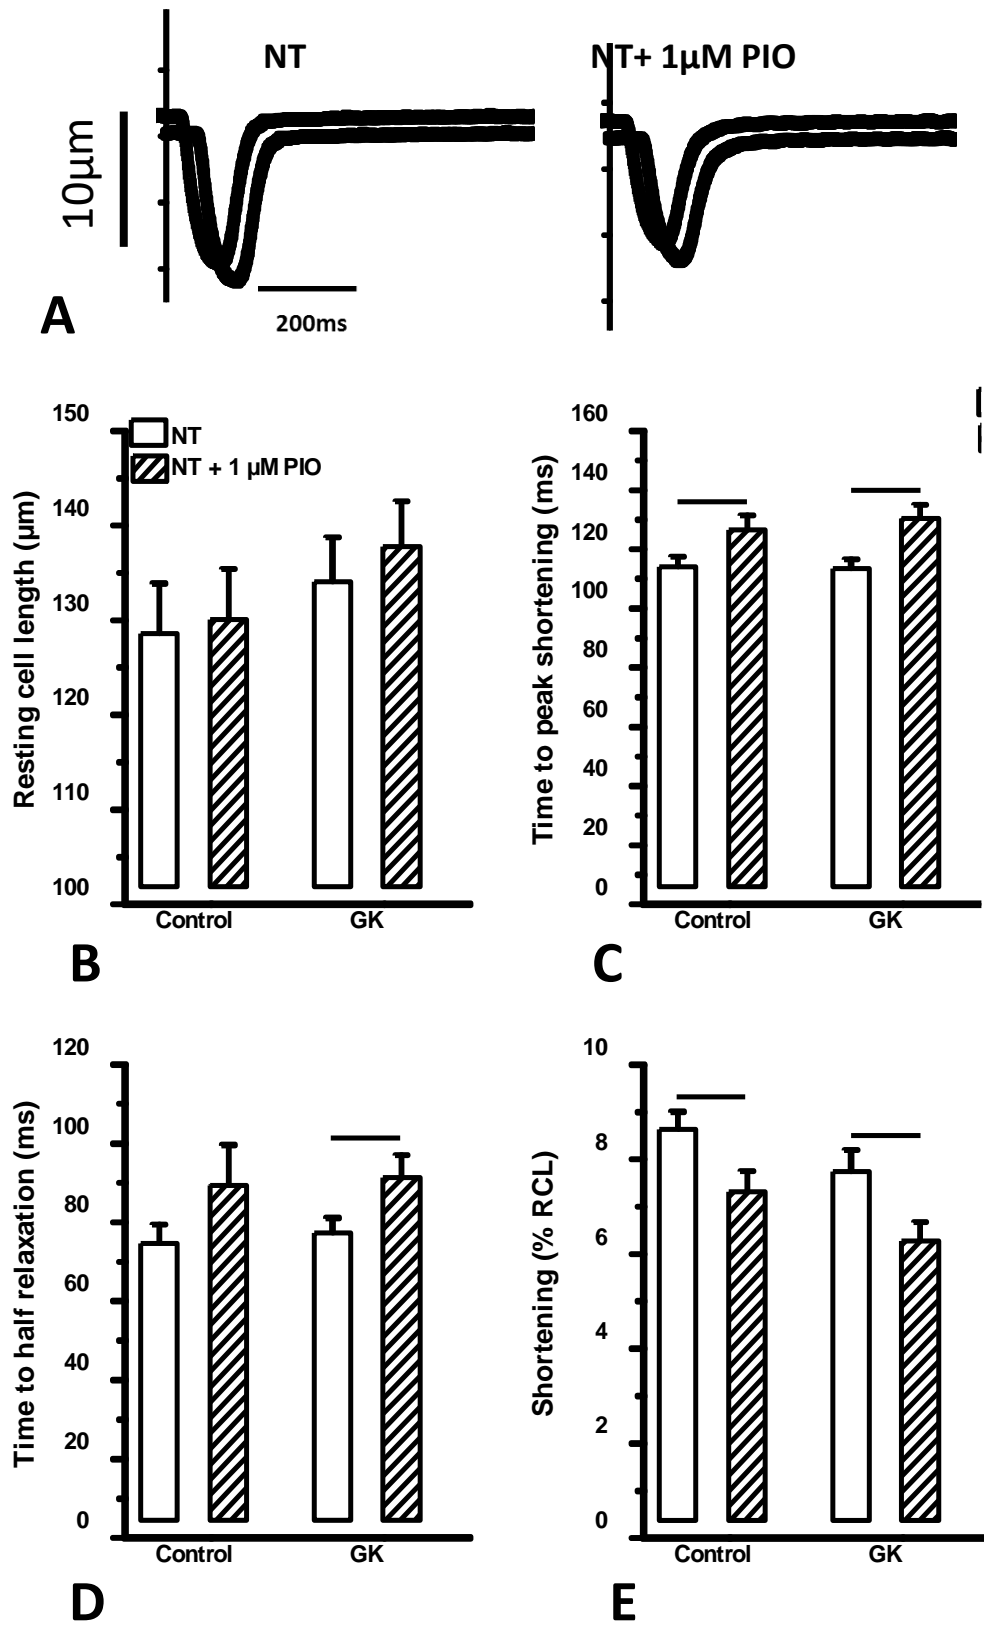 NT
NT+ 1µM PIO
10µm
200ms
A
150
140
130
120
110
100
Resting cell length (µm)
NT
NT + 1 µM PIO
Control
GK
B
160
140
120
100
80
60
40
20
0
Time to peak shortening (ms)
Control
GK
C
120
100
80
60
40
20
0
Time to half relaxation (ms)
Control
GK
D
10
8
6
4
2
0
Shortening (% RCL)
Control
GK
E